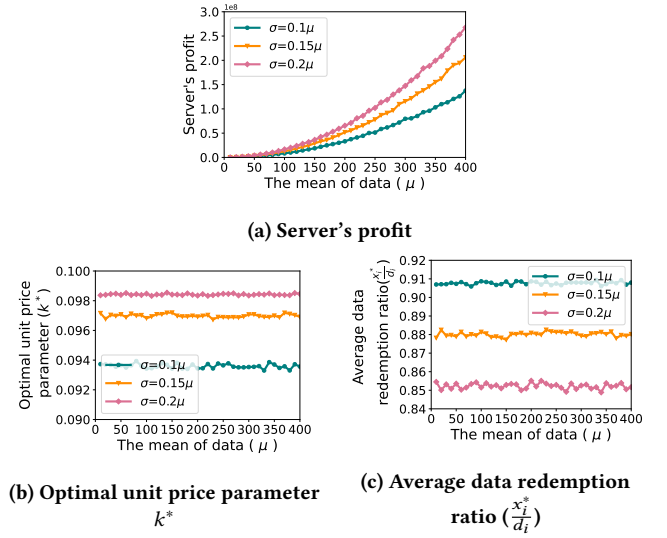 1e8
3.0
2.5
2.0
1.5
1.0
0.5
0.0
Server's profit
σ=0.1μ
σ=0.15μ
σ=0.2μ
0 50 100 150 200 250 300 350 400
The mean of data ( μ )
(a) Server's profit
0.100
0.098
0.096
0.094
0.092
0.090
Optimal unit price
parameter (k*)
σ=0.1μ
σ=0.15μ
σ=0.2μ
0 50 100 150 200 250 300 350 400
The mean of data ( μ )
(b) Optimal unit price parameter
k*
0.92
0.91
0.90
0.89
0.88
0.87
0.86
0.85
0.84
Average data
redemption ratio(x_i*/d_i)
σ=0.1μ
σ=0.15μ
σ=0.2μ
0 50 100 150 200 250 300 350 400
The mean of data ( μ )
(c) Average data redemption
ratio (x_i*/d_i)